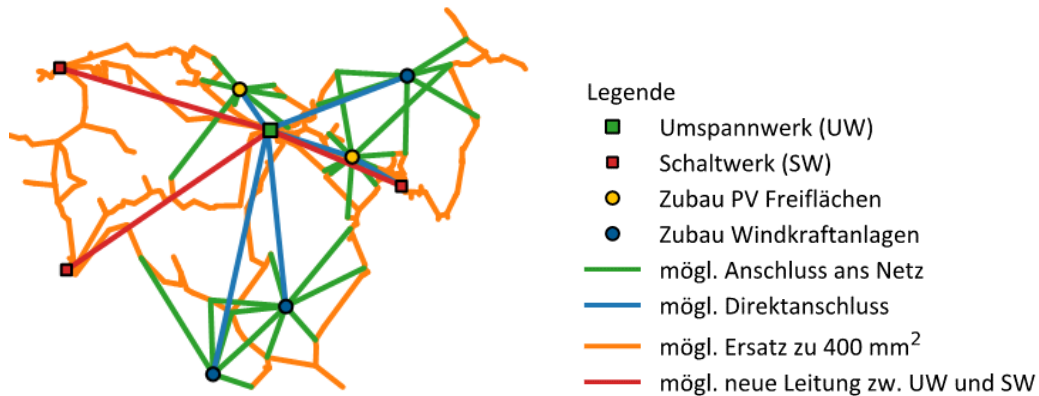 Legende
Umspannwerk (UW)
Schaltwerk (SW)
Zubau PV Freiflächen
Zubau Windkraftanlagen
mögl. Anschluss ans Netz
mögl. Direktanschluss
mögl. Ersatz zu 400 mm²
mögl. neue Leitung zw. UW und SW